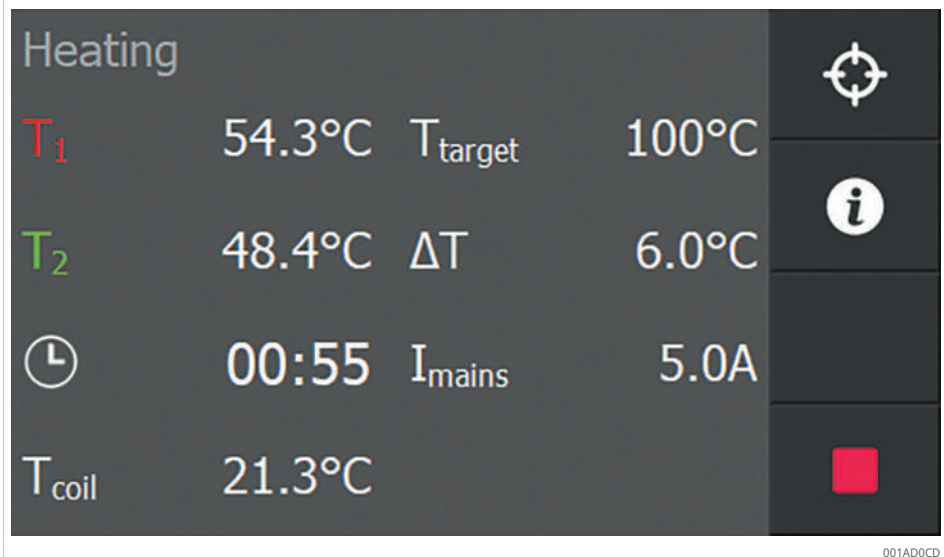 Heating
T1 54.3°C Ttarget 100°C
T2 48.4°C ΔT 6.0°C
00:55 Imains 5.0A
Tcoil 21.3°C
i
001AD0CD